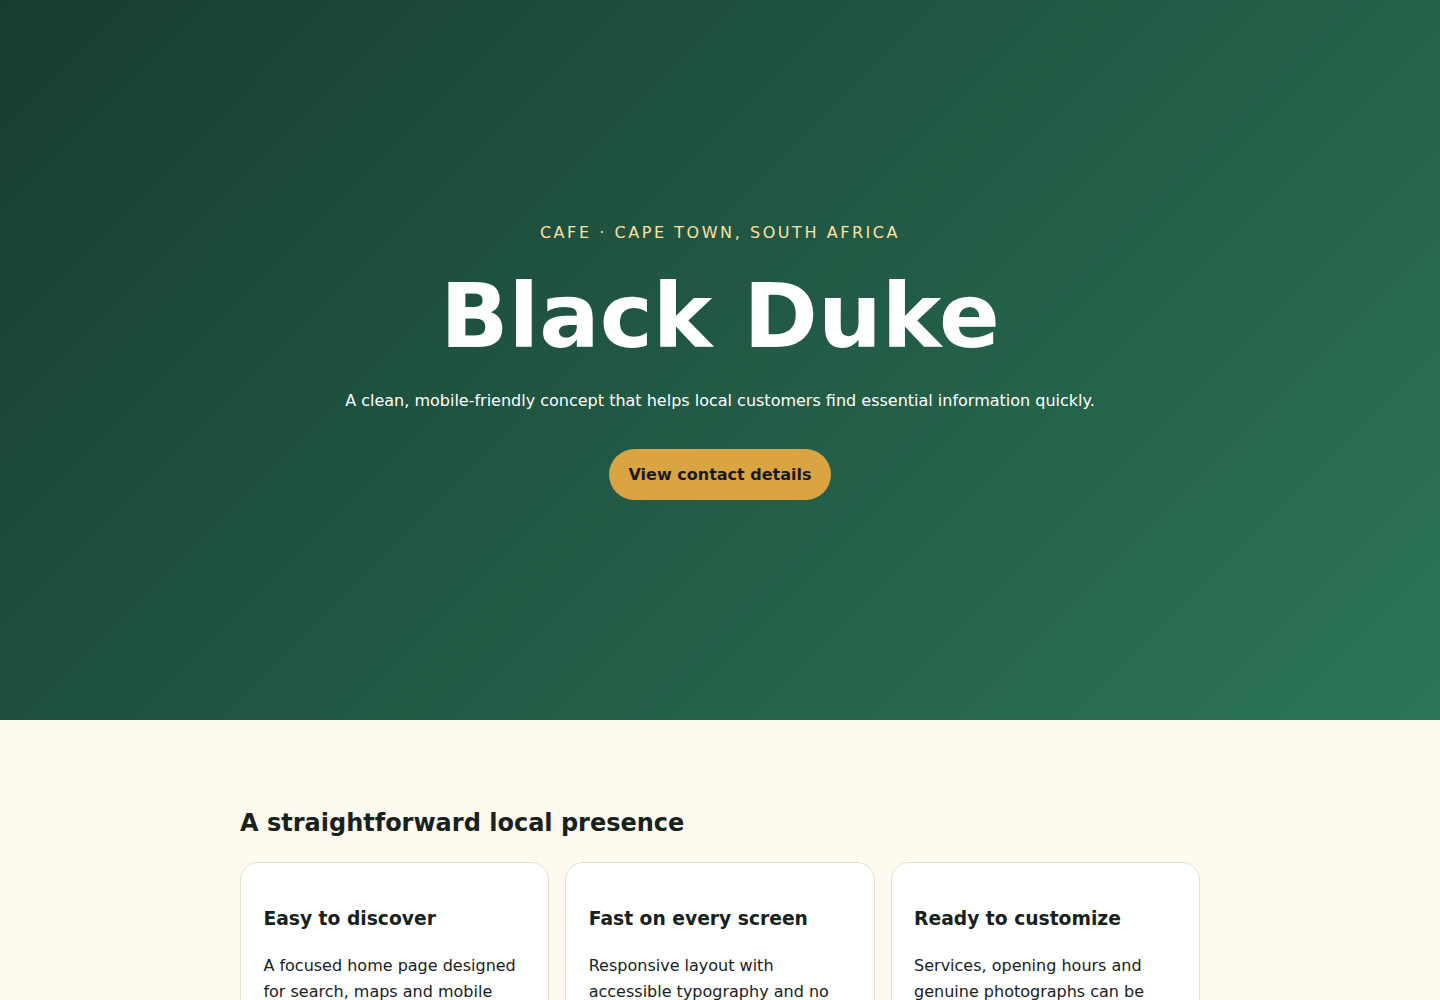 CAFE · CAPE TOWN, SOUTH AFRICA
Black Duke
A clean, mobile-friendly concept that helps local customers find essential information quickly.
View contact details
A straightforward local presence
Easy to discover
A focused home page designed
for search, maps and mobile
Fast on every screen
Responsive layout with
accessible typography and no
Ready to customize
Services, opening hours and
genuine photographs can be